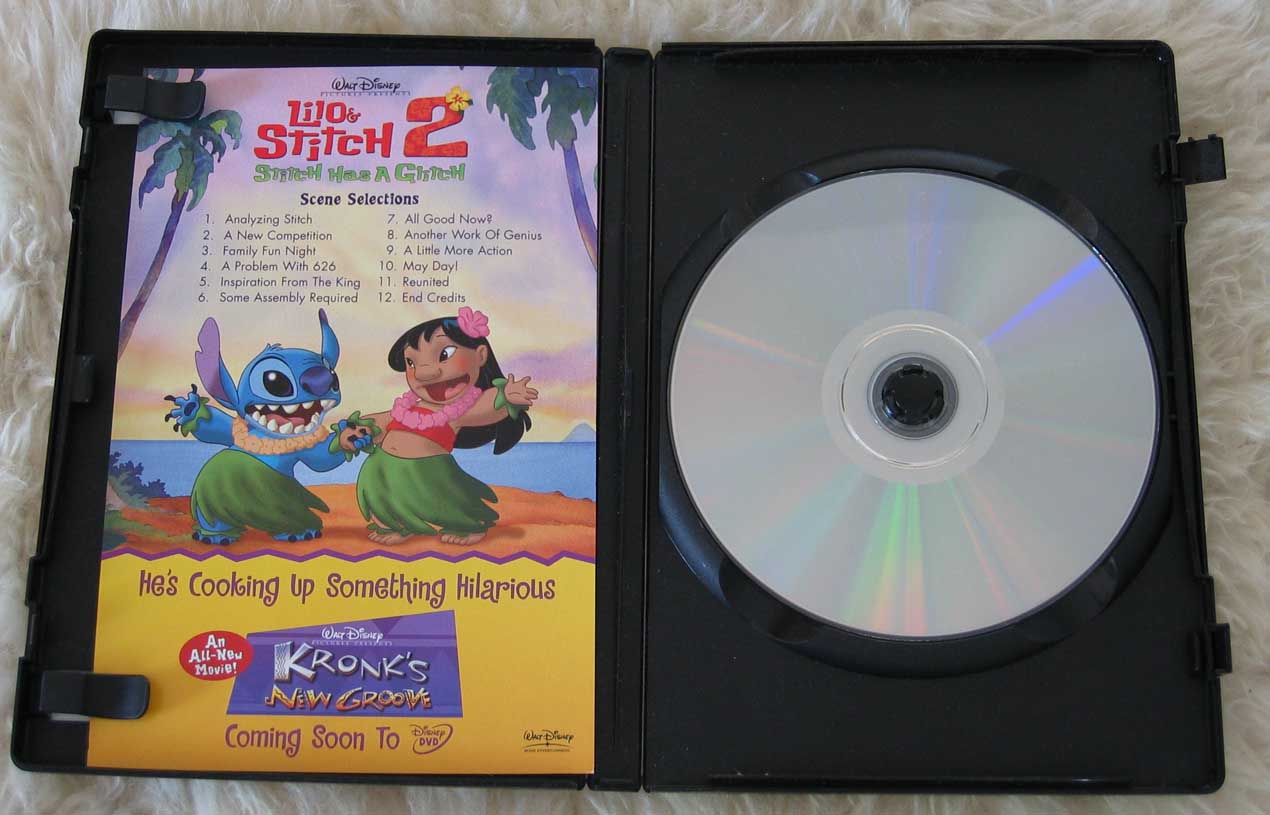 WALT DISNEY
PICTURES PRESENTS
LILO &
STITCH 2
STITCH HAS A GLITCH
Scene Selections
1. Analyzing Stitch
2. A New Competition
3. Family Fun Night
4. A Problem With 626
5. Inspiration From The King
6. Some Assembly Required
7. All Good Now?
8. Another Work Of Genius
9. A Little More Action
10. May Day!
11. Reunited
12. End Credits
He's Cooking Up Something Hilarious
An
All-New
Movie!
WALT DISNEY
PICTURES PRESENTS
KRONK'S
NEW GROOVE
Coming Soon To Disney DVD
WALT DISNEY
HOME ENTERTAINMENT